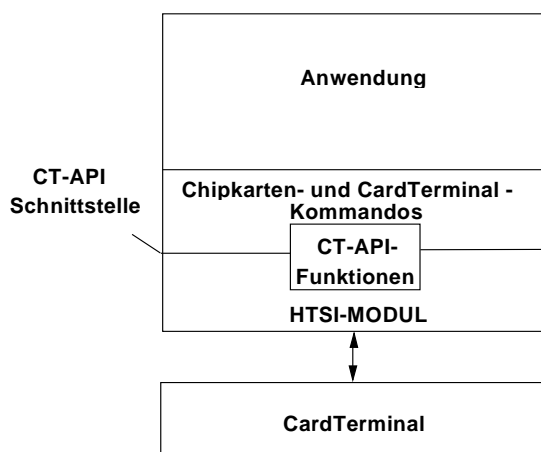 Anwendung
CT-API
Schnittstelle
Chipkarten- und CardTerminal -
Kommandos
CT-API-
Funktionen
HTSI-MODUL
CardTerminal